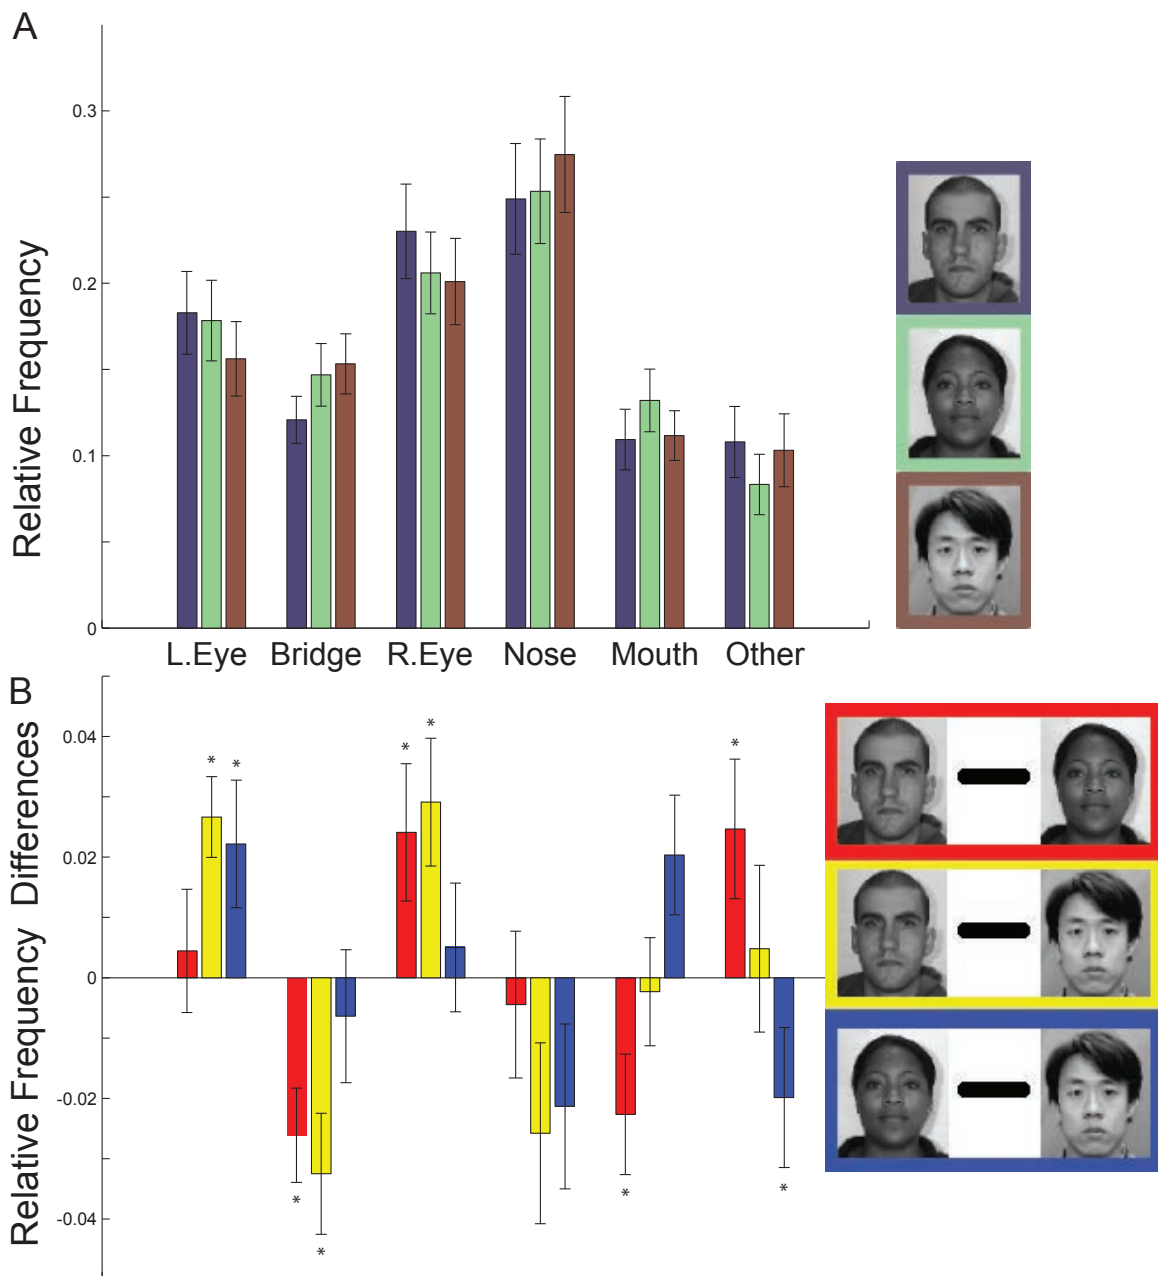 A
Relative Frequency
0.3
0.2
0.1
0
L.Eye Bridge R.Eye Nose Mouth Other
B
Relative Frequency Differences
0.04
0.02
0
-0.02
-0.04
* * * * *
* * * *